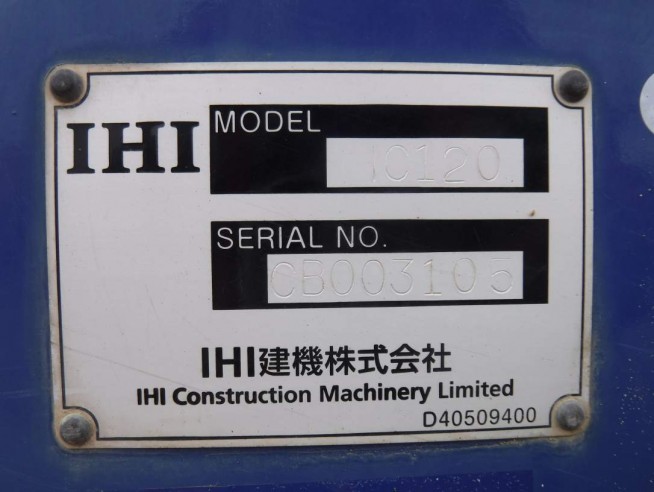 IHI
MODEL
IC120
SERIAL NO.
CB003105
IHI建機株式会社
IHI Construction Machinery Limited
D40509400